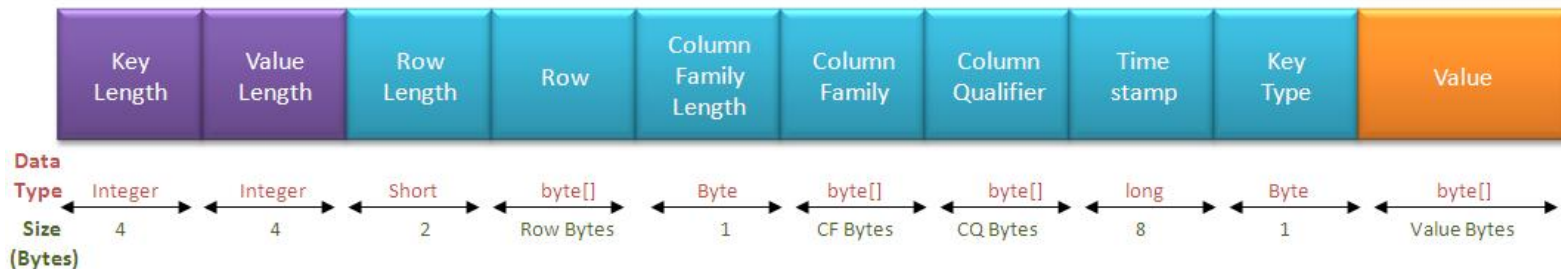 Key Length
Value Length
Row Length
Row
Column Family Length
Column Family
Column Qualifier
Time stamp
Key Type
Value
Data Type
Integer
Integer
Short
byte[]
Byte
byte[]
byte[]
long
Byte
byte[]
Size (Bytes)
4
4
2
Row Bytes
1
CF Bytes
CQ Bytes
8
1
Value Bytes